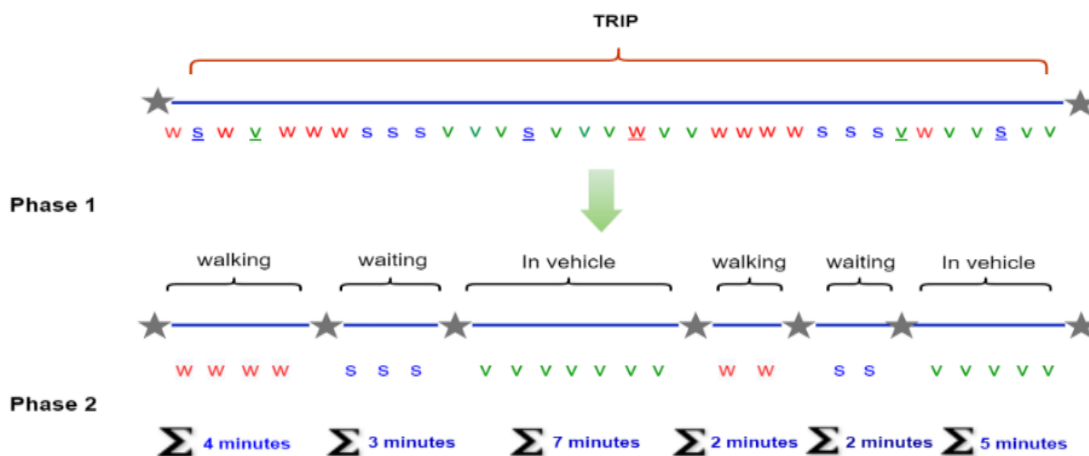 TRIP
w s w v w w w s s s v v v s v v v w v v w w w w s s s v w v v s v v
Phase 1
walking waiting In vehicle walking waiting In vehicle
w w w w s s s v v v v v v v w w s s v v v v v
Phase 2
Σ 4 minutes Σ 3 minutes Σ 7 minutes Σ 2 minutes Σ 2 minutes Σ 5 minutes